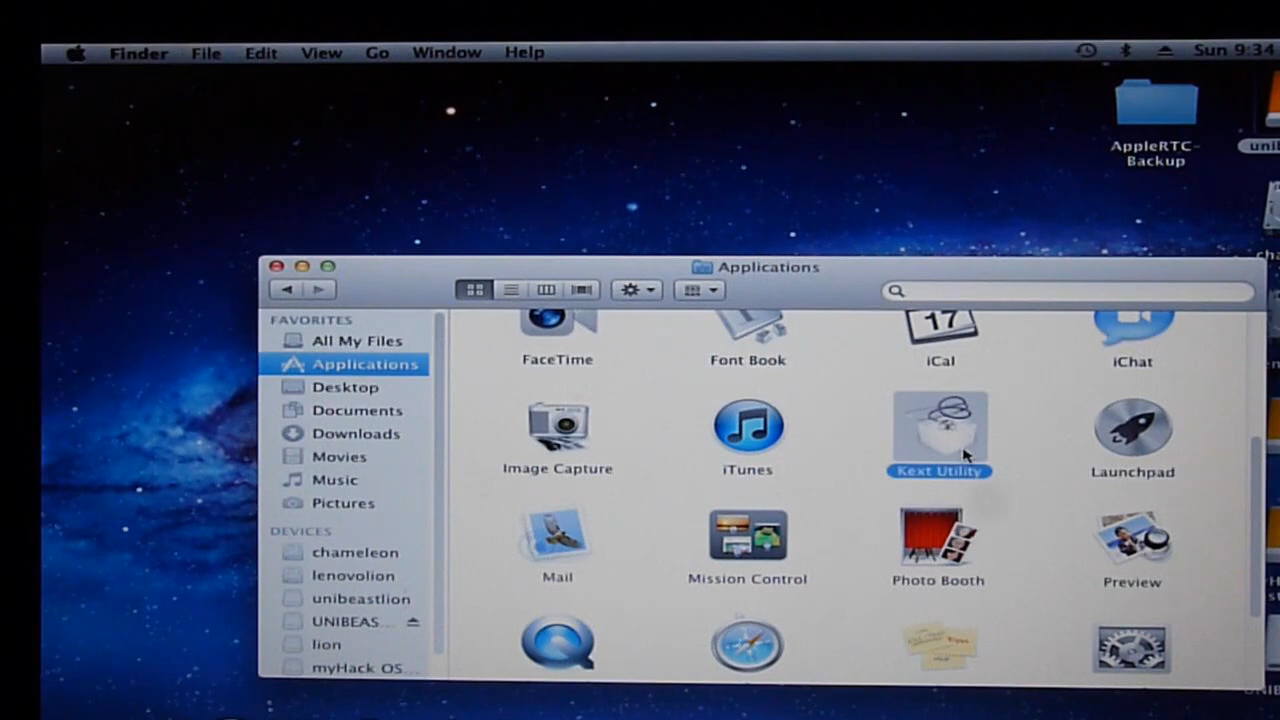 Finder File Edit View Go Window Help
Sun 9:34
AppleRTC-
Backup
Applications
FAVORITES
All My Files
Applications
Desktop
Documents
Downloads
Movies
Music
Pictures
DEVICES
chameleon
lenovolion
unibeastlion
UNIBEAS...
lion
myHack OS...
FaceTime
Font Book
17
iCal
iChat
Image Capture
iTunes
Kext Utility
Launchpad
Mail
Mission Control
Photo Booth
Preview